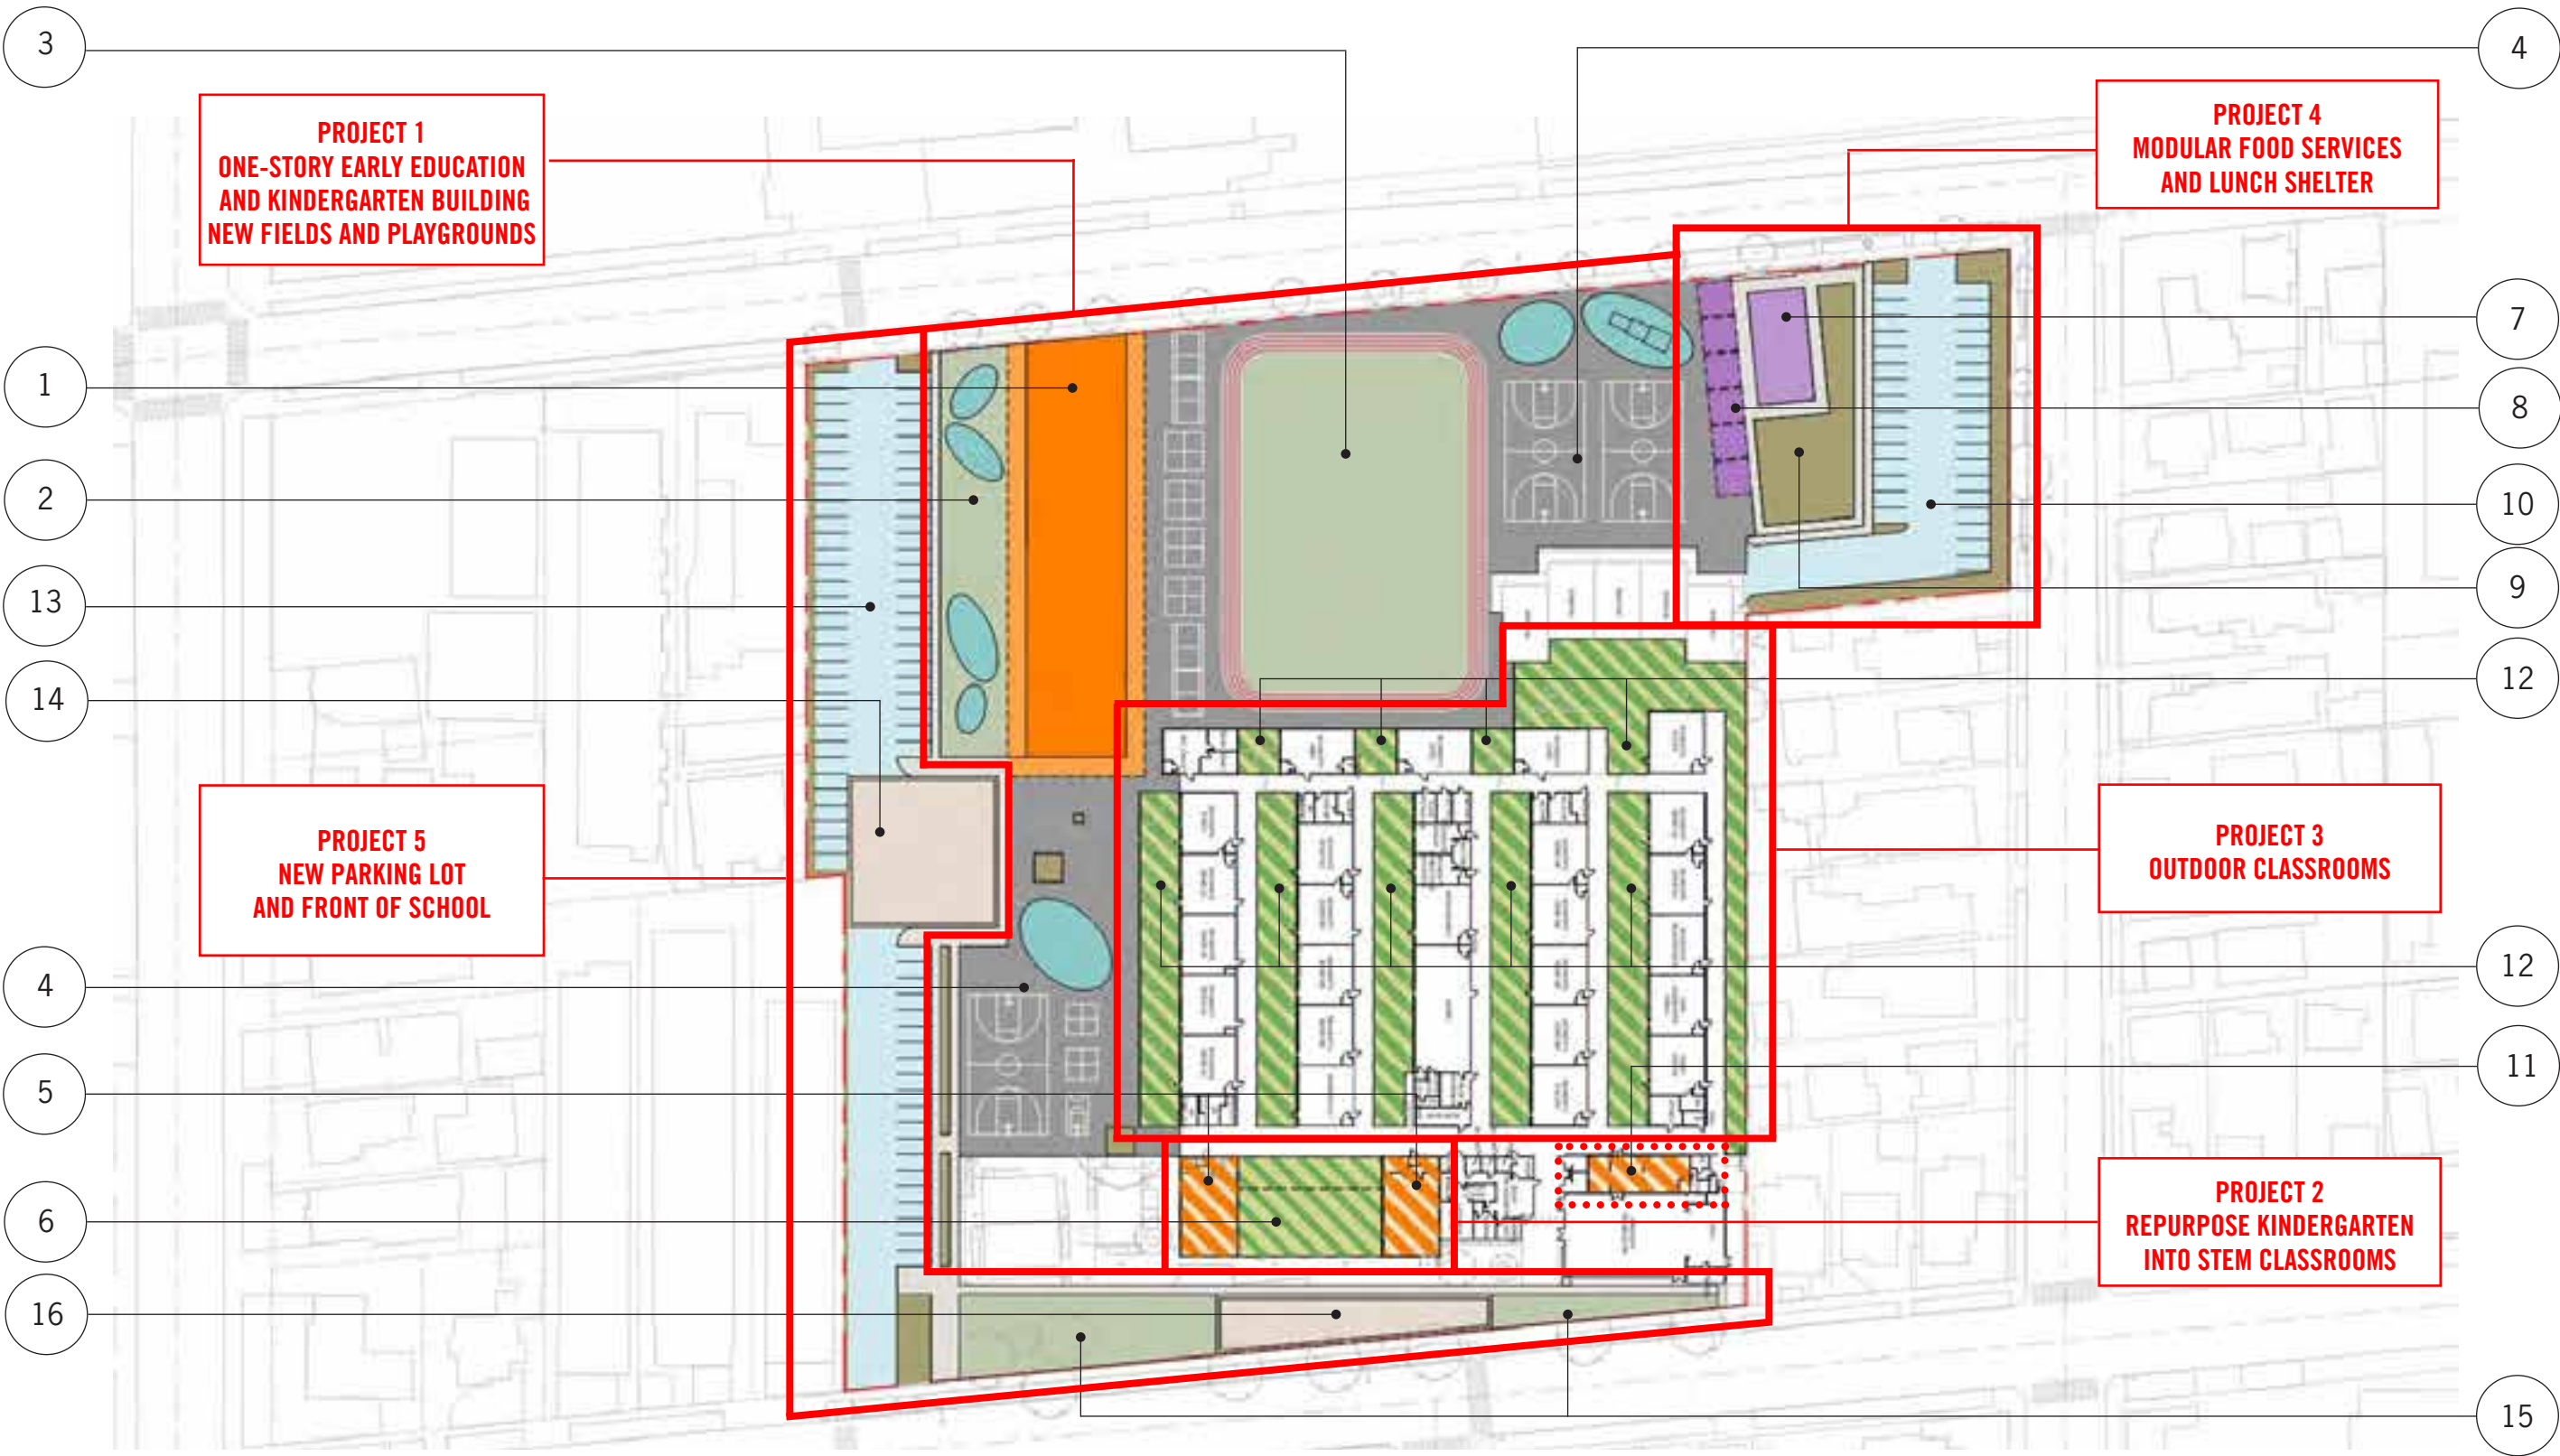 3
4
PROJECT 1
ONE-STORY EARLY EDUCATION
AND KINDERGARTEN BUILDING
NEW FIELDS AND PLAYGROUNDS
PROJECT 4
MODULAR FOOD SERVICES
AND LUNCH SHELTER
1
2
13
14
7
8
10
9
12
PROJECT 5
NEW PARKING LOT
AND FRONT OF SCHOOL
PROJECT 3
OUTDOOR CLASSROOMS
4
5
6
16
12
11
PROJECT 2
REPURPOSE KINDERGARTEN
INTO STEM CLASSROOMS
15